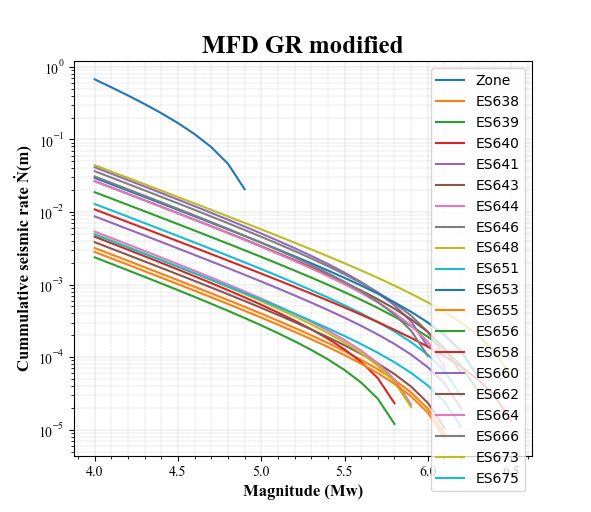 MFD GR modified
Cummulative seismic rate Ṅ(m)
10⁰
10⁻¹
10⁻²
10⁻³
10⁻⁴
10⁻⁵
4.0 4.5 5.0 5.5 6.0 6.5
Magnitude (Mw)
Zone
ES638
ES639
ES640
ES641
ES643
ES644
ES646
ES648
ES651
ES653
ES655
ES656
ES658
ES660
ES662
ES664
ES666
ES673
ES675